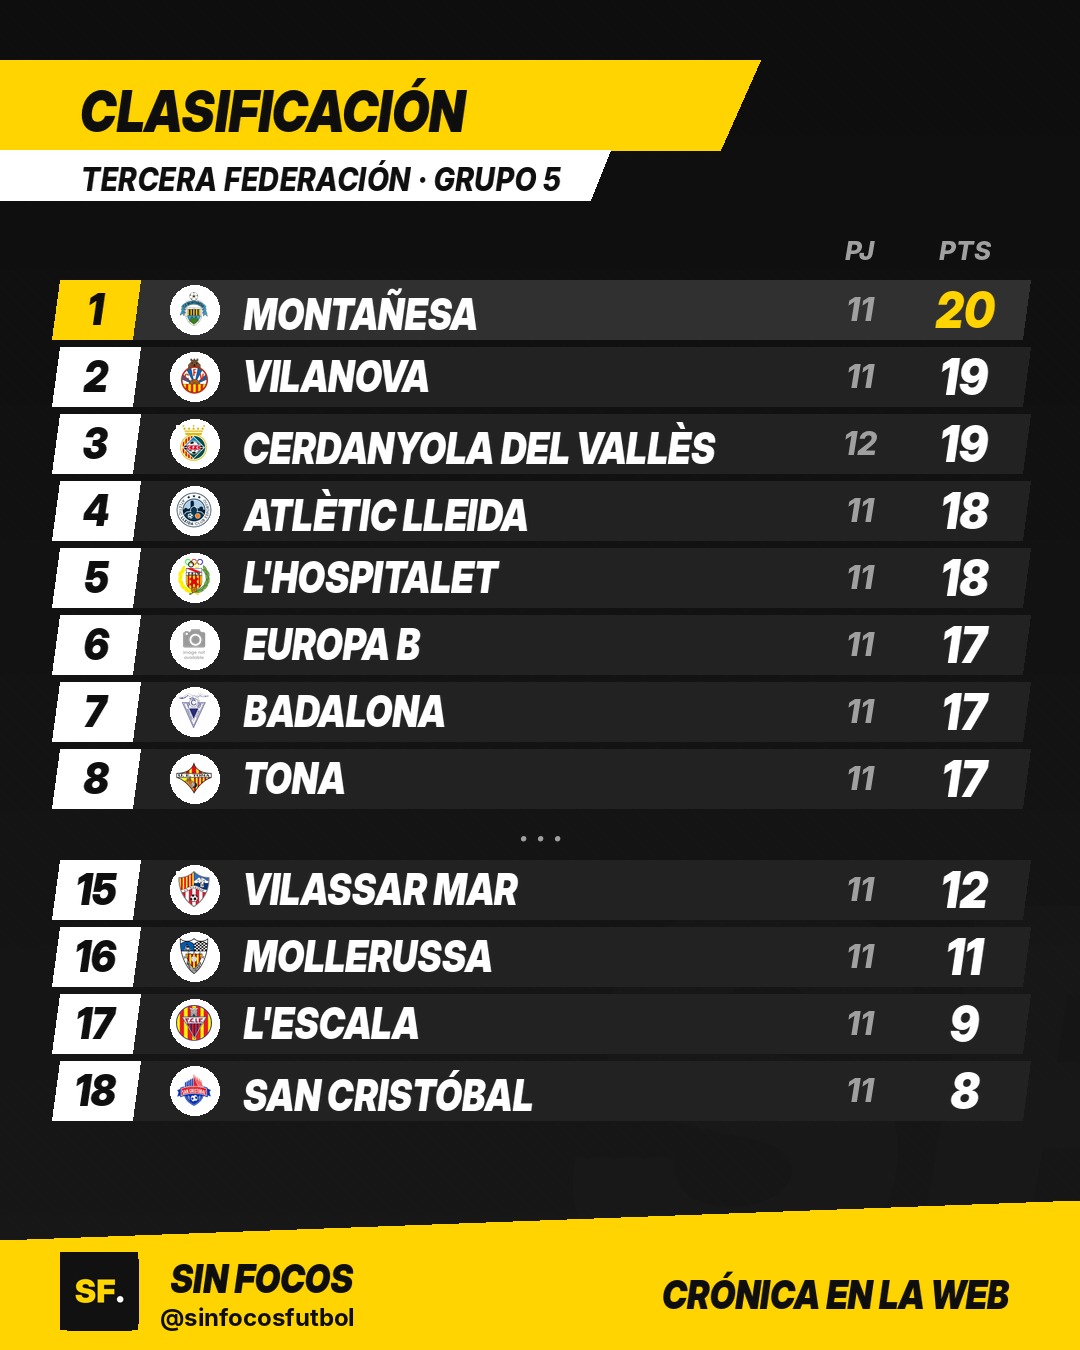 CLASIFICACIÓN
TERCERA FEDERACIÓN · GRUPO 5
PJ PTS
1 MONTAÑESA 11 20
2 VILANOVA 11 19
3 CERDANYOLA DEL VALLÈS 12 19
4 ATLÈTIC LLEIDA 11 18
5 L'HOSPITALET 11 18
6 EUROPA B 11 17
7 BADALONA 11 17
8 TONA 11 17
...
15 VILASSAR MAR 11 12
16 MOLLERUSSA 11 11
17 L'ESCALA 11 9
18 SAN CRISTÓBAL 11 8
SF. SIN FOCOS
@sinfocosfutbol
CRÓNICA EN LA WEB